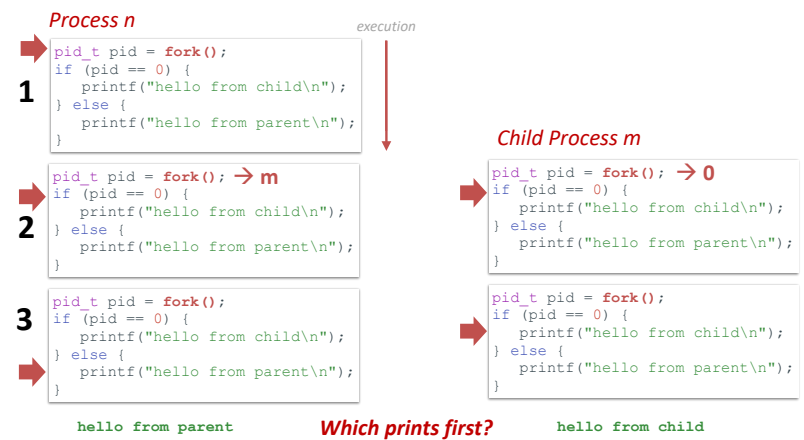 Process n
execution
1
pid_t pid = fork();
if (pid == 0) {
   printf("hello from child\n");
} else {
   printf("hello from parent\n");
}
Child Process m
2
pid_t pid = fork(); → m
if (pid == 0) {
   printf("hello from child\n");
} else {
   printf("hello from parent\n");
}
pid_t pid = fork(); → 0
if (pid == 0) {
   printf("hello from child\n");
} else {
   printf("hello from parent\n");
}
3
pid_t pid = fork();
if (pid == 0) {
   printf("hello from child\n");
} else {
   printf("hello from parent\n");
}
pid_t pid = fork();
if (pid == 0) {
   printf("hello from child\n");
} else {
   printf("hello from parent\n");
}
hello from parent
Which prints first?
hello from child